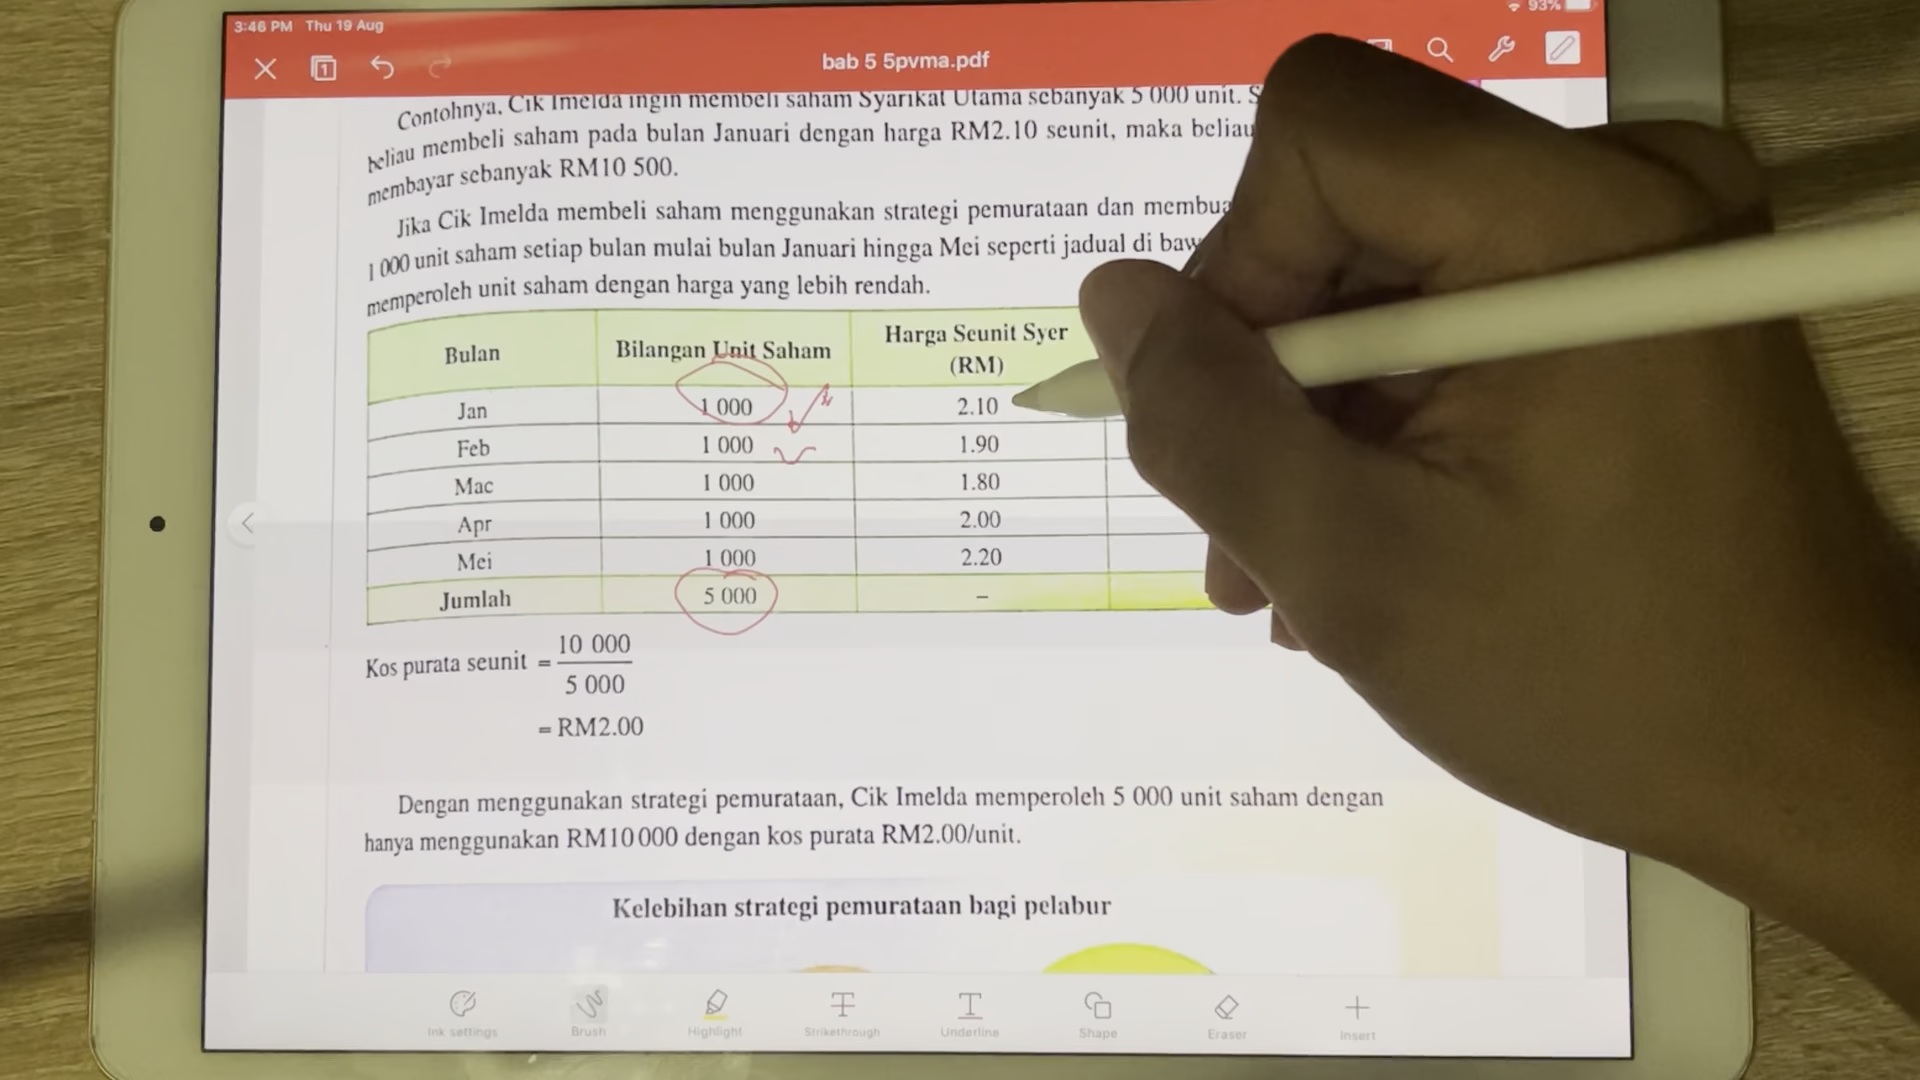 3:46 PM Thu 19 Aug
93%
bab 5 5pvma.pdf
Contohnya, Cik Imelda ingin membeli saham Syarikat Utama sebanyak 5 000 unit. S
beliau membeli saham pada bulan Januari dengan harga RM2.10 seunit, maka beliau
membayar sebanyak RM10 500.
Jika Cik Imelda membeli saham menggunakan strategi pemurataan dan membua
1 000 unit saham setiap bulan mulai bulan Januari hingga Mei seperti jadual di baw
memperoleh unit saham dengan harga yang lebih rendah.
Bulan Bilangan Unit Saham Harga Seunit Syer (RM)
Jan 1 000 2.10
Feb 1 000 1.90
Mac 1 000 1.80
Apr 1 000 2.00
Mei 1 000 2.20
Jumlah 5 000 –
Kos purata seunit = 10 000
5 000
= RM2.00
Dengan menggunakan strategi pemurataan, Cik Imelda memperoleh 5 000 unit saham dengan
hanya menggunakan RM10 000 dengan kos purata RM2.00/unit.
Kelebihan strategi pemurataan bagi pelabur
Ink settings Brush Highlight Strikethrough Underline Shape Eraser Insert